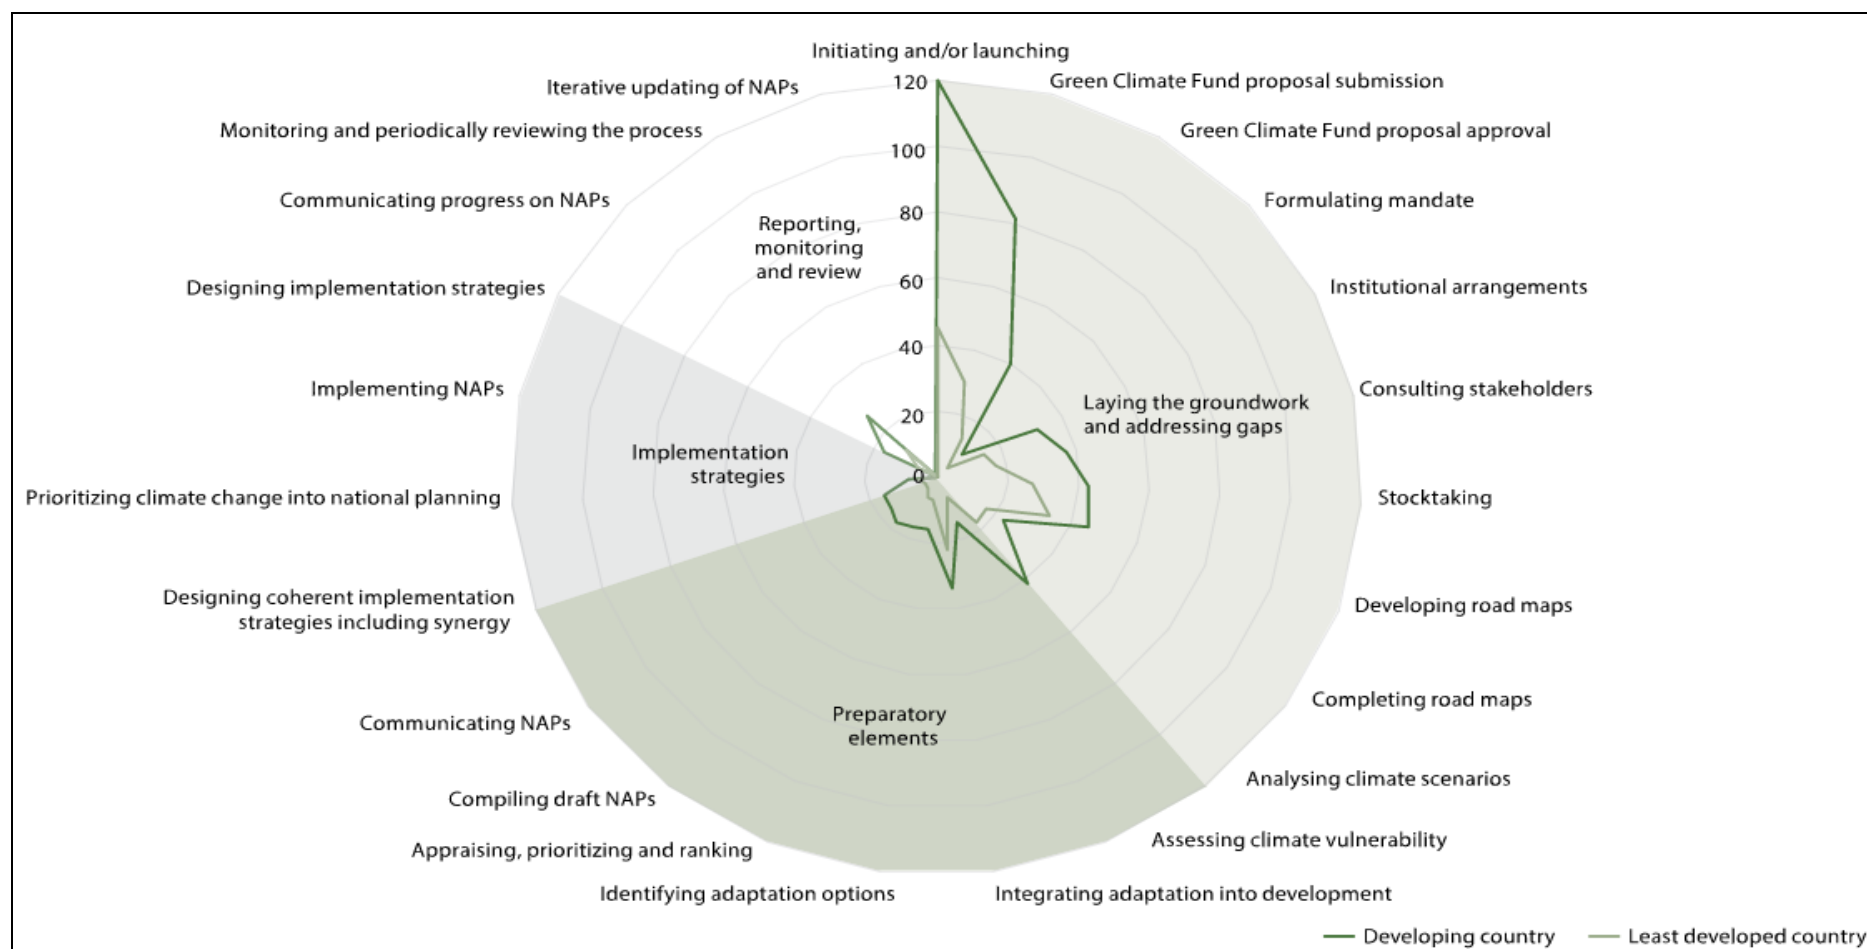 Initiating and/or launching
Green Climate Fund proposal submission
Green Climate Fund proposal approval
Formulating mandate
Institutional arrangements
Consulting stakeholders
Stocktaking
Developing road maps
Completing road maps
Analysing climate scenarios
Assessing climate vulnerability
Integrating adaptation into development
Identifying adaptation options
Appraising, prioritizing and ranking
Compiling draft NAPs
Communicating NAPs
Designing coherent implementation
strategies including synergy
Prioritizing climate change into national planning
Implementing NAPs
Designing implementation strategies
Communicating progress on NAPs
Monitoring and periodically reviewing the process
Iterative updating of NAPs
120
100
80
60
40
20
0
Reporting,
monitoring
and review
Laying the groundwork
and addressing gaps
Implementation
strategies
Preparatory
elements
Developing country
Least developed country